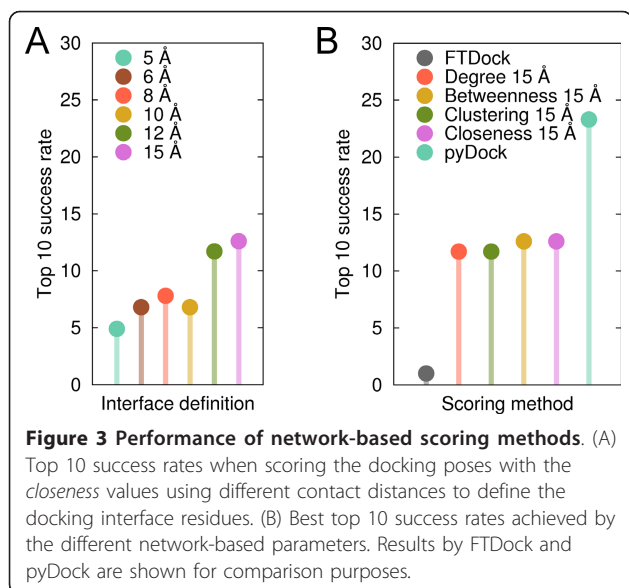 A
B
Top 10 success rate
30
25
20
15
10
5
0
5 Å
6 Å
8 Å
10 Å
12 Å
15 Å
Interface definition
Top 10 success rate
30
25
20
15
10
5
0
FTDock
Degree 15 Å
Betweenness 15 Å
Clustering 15 Å
Closeness 15 Å
pyDock
Scoring method
Figure 3 Performance of network-based scoring methods. (A)
Top 10 success rates when scoring the docking poses with the
closeness values using different contact distances to define the
docking interface residues. (B) Best top 10 success rates achieved by
the different network-based parameters. Results by FTDock and
pyDock are shown for comparison purposes.